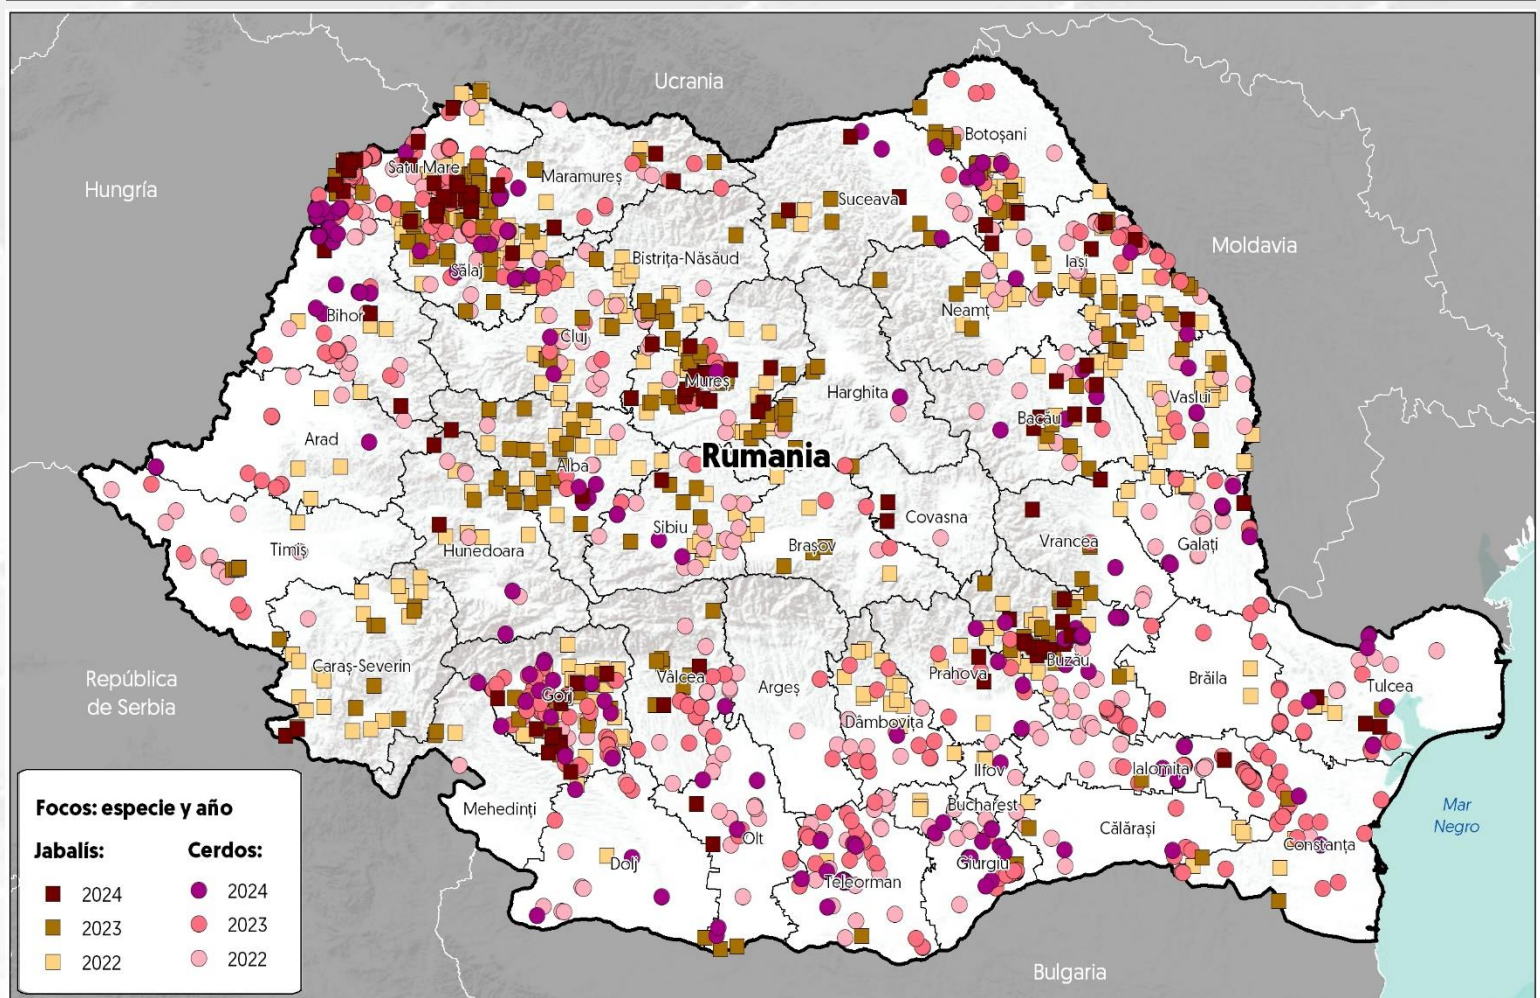 Ucrania
Botoșani
Satu Mare
Maramureș
Hungría
Suceava
Moldavia
Bistrița-Năsăud
Iași
Sălaj
Bihor
Neamț
Cluj
Mureș
Harghita
Vaslui
Bacău
Arad
Rumania
Alba
Sibiu
Covasna
Brașov
Vrancea
Galați
Timiș
Hunedoara
Caraș-Severin
República
de Serbia
Gorj
Vâlcea
Argeș
Prahova
Buzău
Brăila
Tulcea
Dâmbovița
Ilfov
Ialomița
Mehedinți
Bucharest
Călărași
Mar
Negro
Olt
Constanța
Dolj
Giurgiu
Teleorman
Bulgaria
Focos: especie y año
Jabalís: Cerdos:
2024 2024
2023 2023
2022 2022